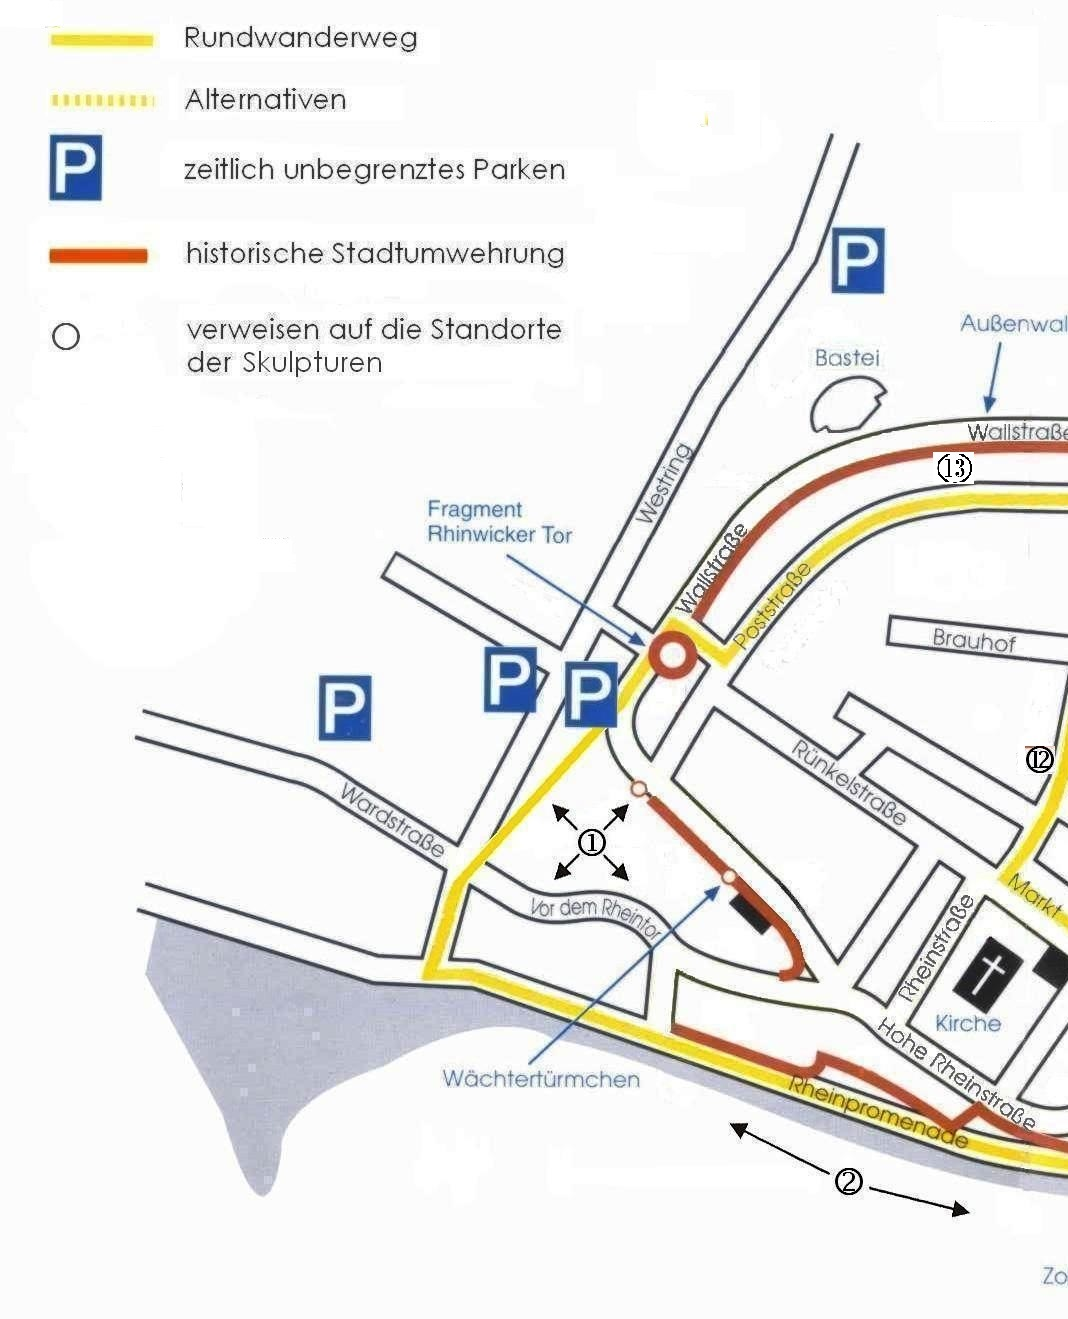 Rundwanderweg
Alternativen
P
zeitlich unbegrenztes Parken
historische Stadtumwehrung
verweisen auf die Standorte
der Skulpturen
P
Außenwal
Bastei
Wallstraße
13
Westring
Fragment
Rhinwicker Tor
Wallstraße
Poststraße
Brauhof
P
P
P
12
Rünkelstraße
Wardstraße
1
Markt
Vor dem Rheintor
Rheinstraße
Kirche
Hohe Rheinstraße
Wächtertürmchen
Rheinpromenade
2
Zo